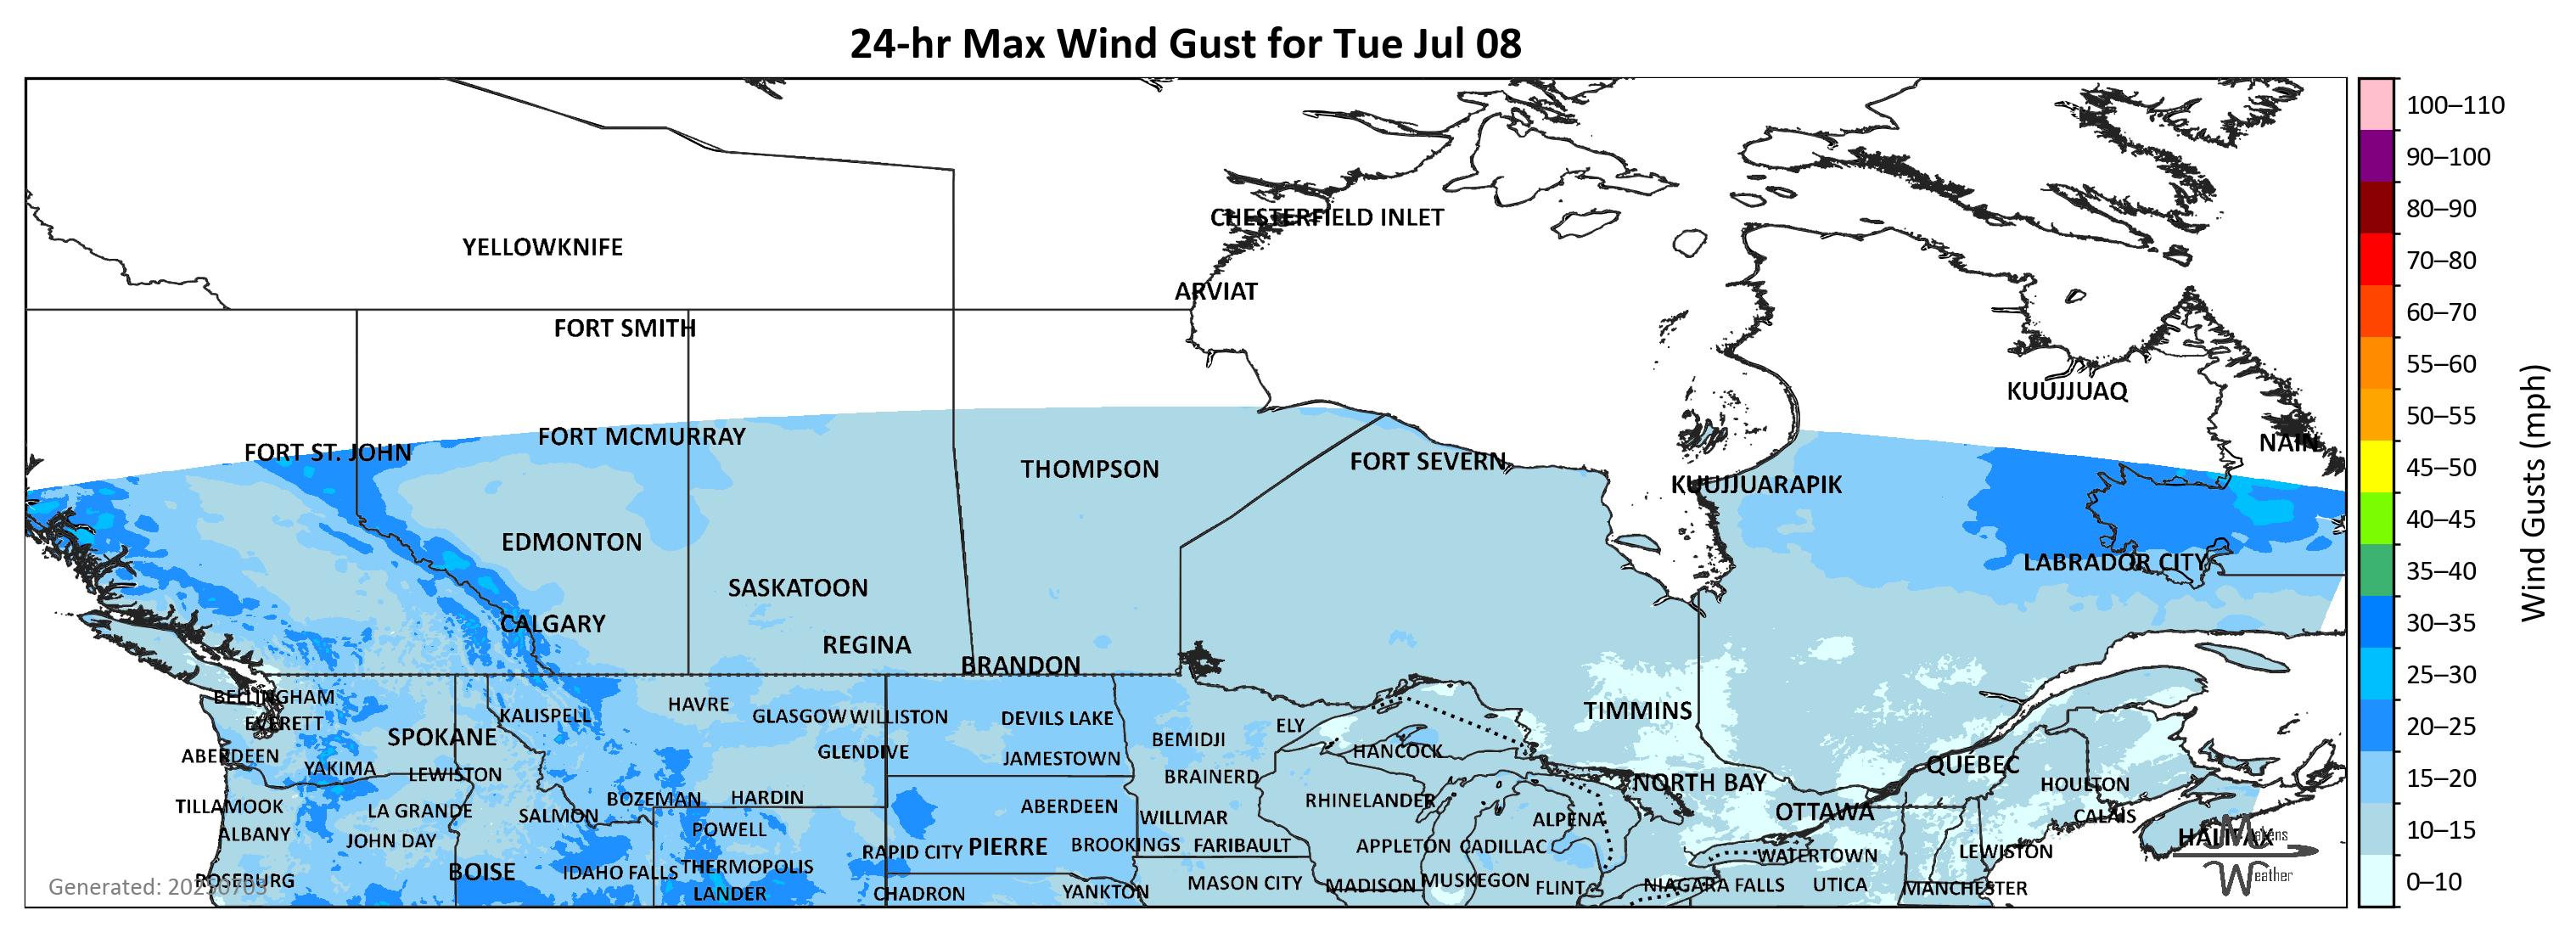 24-hr Max Wind Gust for Tue Jul 08
100–110
90–100
80–90
70–80
60–70
55–60
50–55
45–50
40–45
35–40
30–35
25–30
20–25
15–20
10–15
0–10
Wind Gusts (mph)
CHESTERFIELD INLET
YELLOWKNIFE
ARVIAT
FORT SMITH
KUUJJUAQ
FORT MCMURRAY
NAIN
FORT ST. JOHN
FORT SEVERN
THOMPSON
KUUJJUARAPIK
EDMONTON
LABRADOR CITY
SASKATOON
CALGARY
REGINA
BRANDON
BELLINGHAM
HAVRE
TIMMINS
KALISPELL
GLASGOW WILLISTON
DEVILS LAKE
EVERETT
ELY
SPOKANE
BEMIDJI
HANCOCK
GLENDIVE
ABERDEEN
JAMESTOWN
QUÉBEC
YAKIMA
LEWISTON
BRAINERD
NORTH BAY
HOULTON
BOZEMAN
HARDIN
RHINELANDER
TILLAMOOK
LA GRANDE
ABERDEEN
OTTAWA
SALMON
WILLMAR
CALAIS
ALPENA
POWELL
ALBANY
HALIFAX
Makens
Weather
JOHN DAY
PIERRE
BROOKINGS
FARIBAULT
APPLETON
CADILLAC
RAPID CITY
LEWISTON
WATERTOWN
THERMOPOLIS
BOISE
IDAHO FALLS
ROSEBURG
MUSKEGON
MASON CITY
MADISON
NIAGARA FALLS
UTICA
FLINT
MANCHESTER
LANDER
CHADRON
YANKTON
Generated: 20250703